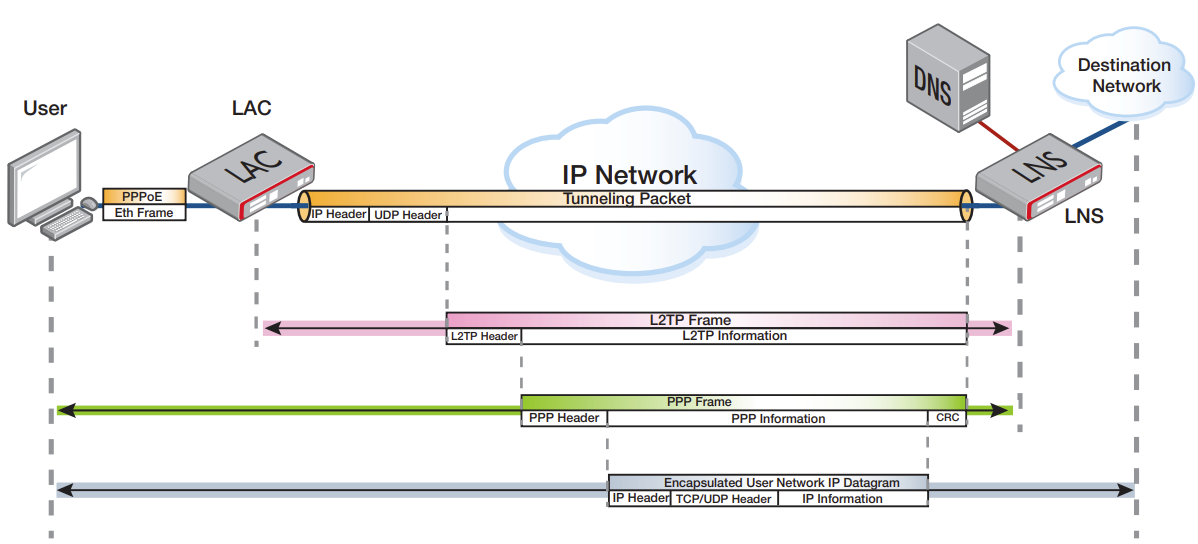 User
LAC
LAC
PPPoE
Eth Frame
IP Network
Tunneling Packet
IP Header
UDP Header
DNS
Destination
Network
LNS
LNS
L2TP Frame
L2TP Header
L2TP Information
PPP Frame
PPP Header
PPP Information
CRC
Encapsulated User Network IP Datagram
IP Header
TCP/UDP Header
IP Information